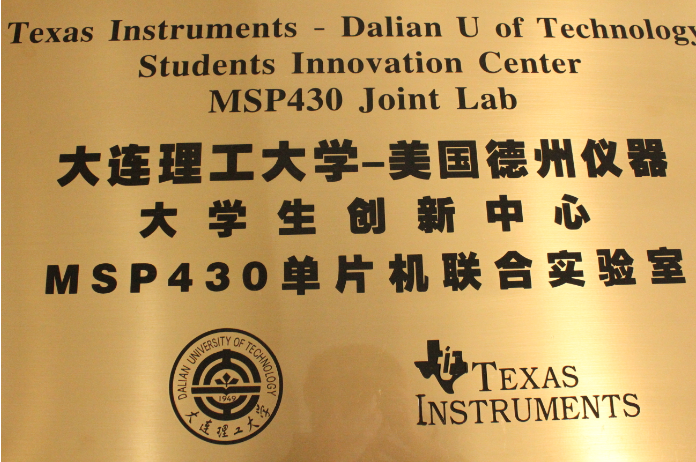 Texas Instruments - Dalian U of Technology
Students Innovation Center
MSP430 Joint Lab
大连理工大学-美国德州仪器
大学生创新中心
MSP430单片机联合实验室
DALIAN UNIVERSITY OF TECHNOLOGY
1949
大连理工大学
TEXAS
INSTRUMENTS